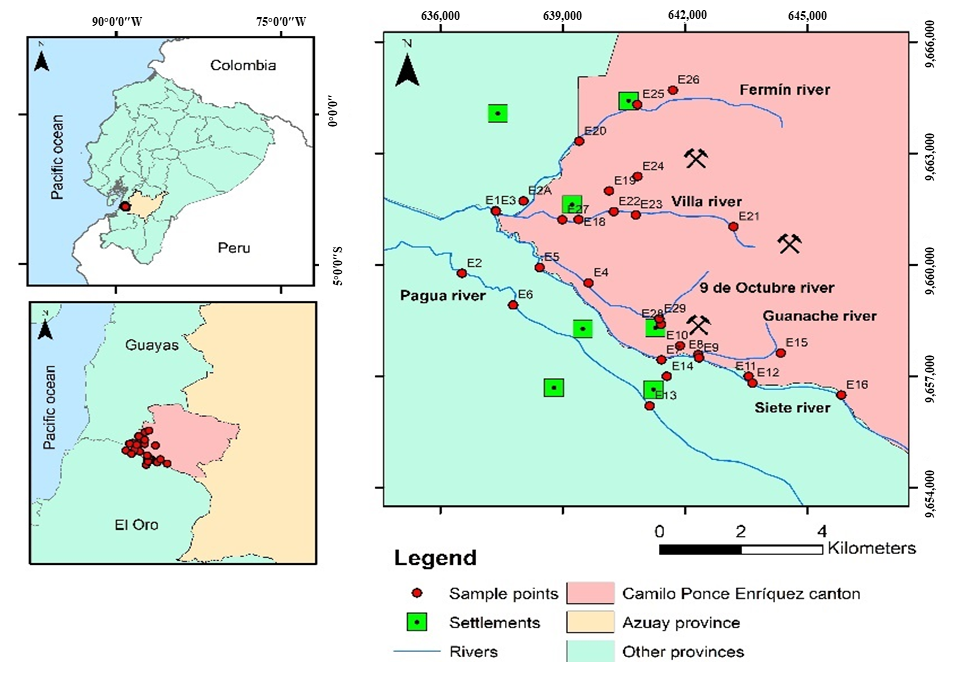 90°0'0"W
75°0'0"W
N
Colombia
Pacific ocean
Peru
0°0'0"
5°0'0"S
N
Guayas
Pacific ocean
El Oro
636,000
639,000
642,000
645,000
9,666,000
9,663,000
9,660,000
9,657,000
9,654,000
N
E26
E25
Fermín river
E20
E24
E19
E2A
Villa river
E1E3
E27
E22
E23
E18
E21
E5
E2
E4
9 de Octubre river
Pagua river
E6
E29
E28
Guanache river
E10
E8
E9
E15
E7
E14
E11
E12
E13
E16
Siete river
0 2 4
Kilometers
Legend
Sample points
Camilo Ponce Enríquez canton
Settlements
Azuay province
Rivers
Other provinces